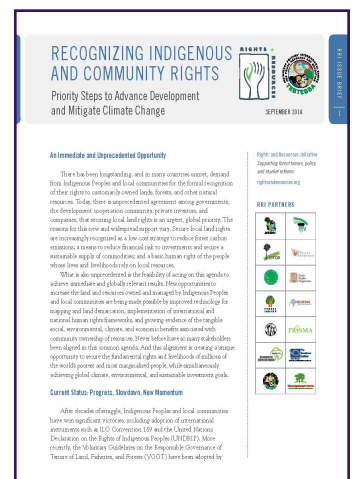 RECOGNIZING INDIGENOUS
AND COMMUNITY RIGHTS
Priority Steps to Advance Development
and Mitigate Climate Change
RIGHTS + RESOURCES
TEBTEBBA
SEPTEMBER 2014
RRI ISSUE BRIEF
1
An Immediate and Unprecedented Opportunity
There has been longstanding, and in many countries unmet, demand
from Indigenous Peoples and local communities for the formal recognition
of their rights to customarily owned lands, forests, and other natural
resources. Today, there is unprecedented agreement among governments,
the development cooperation community, private investors, and
companies, that securing local land rights is an urgent, global priority. The
reasons for this new and widespread support vary. Secure local land rights
are increasingly recognized as a low-cost strategy to reduce forest carbon
emissions; a means to reduce financial risk to investments and secure a
sustainable supply of commodities; and a basic human right of the people
whose lives and livelihoods rely on local resources.
What is also unprecedented is the feasibility of acting on this agenda to
achieve immediate and globally relevant results. New opportunities to
increase the land and resources owned and managed by Indigenous Peoples
and local communities are being made possible by improved technology for
mapping and land demarcation, implementation of international and
national human rights frameworks, and growing evidence of the tangible
social, environmental, climate, and economic benefits associated with
community ownership of resources. Never before have so many stakeholders
been aligned in this common agenda. And this alignment is creating a unique
opportunity to secure the fundamental rights and livelihoods of millions of
the world's poorest and most marginalized people, while simultaneously
achieving global climate, environmental, and sustainable investment goals.
Current Status: Progress, Slowdown, New Momentum
After decades of struggle, Indigenous Peoples and local communities
have won significant victories, including adoption of international
instruments such as ILO Convention 169 and the United Nations
Declaration on the Rights of Indigenous Peoples (UNDRIP). More
recently, the Voluntary Guidelines on the Responsible Governance of
Tenure of Land, Fisheries, and Forests (VGGT) have been adopted by
Rights and Resources Initiative
Supporting forest tenure, policy
and market reforms
rightsandresources.org
RRI PARTNERS
PRISMA